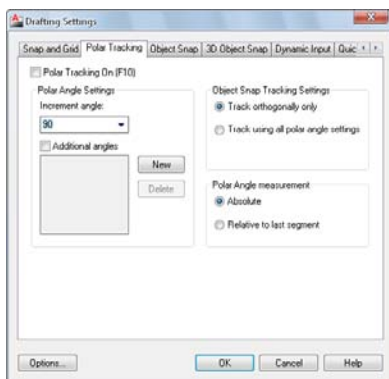 Drafting Settings
Snap and Grid Polar Tracking Object Snap 3D Object Snap Dynamic Input Quic
Polar Tracking On (F10)
Polar Angle Settings
Increment angle:
90
Additional angles
New
Delete
Object Snap Tracking Settings
Track orthogonally only
Track using all polar angle settings
Polar Angle measurement
Absolute
Relative to last segment
Options...
OK
Cancel
Help